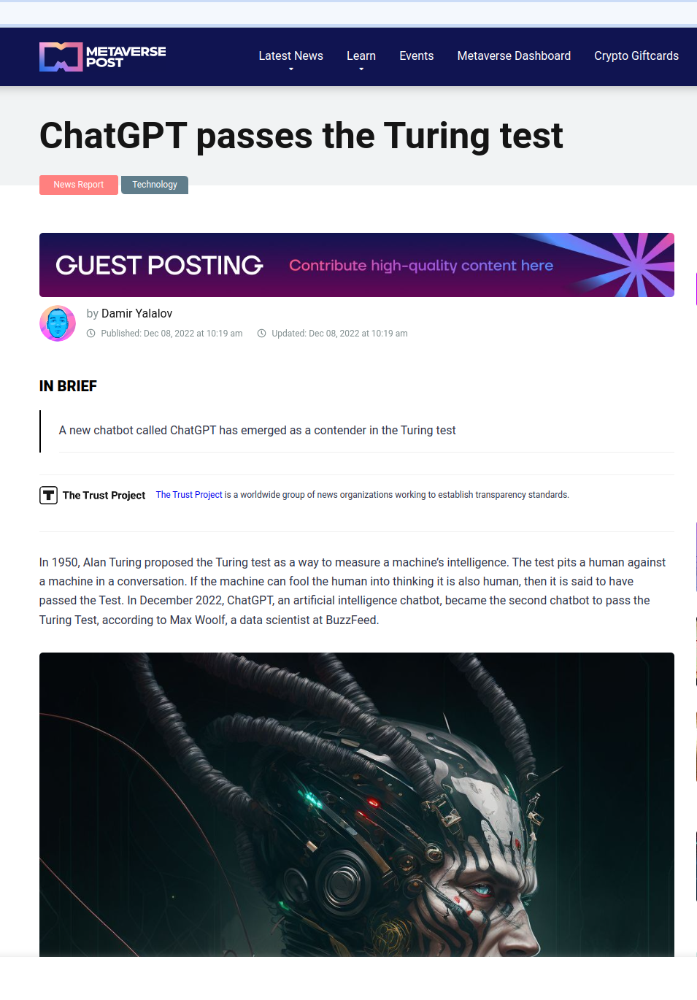 METAVERSE
POST
Latest News
Learn
Events
Metaverse Dashboard
Crypto Giftcards
ChatGPT passes the Turing test
News Report
Technology
GUEST POSTING
Contribute high-quality content here
by Damir Yalalov
Published: Dec 08, 2022 at 10:19 am
Updated: Dec 08, 2022 at 10:19 am
IN BRIEF
A new chatbot called ChatGPT has emerged as a contender in the Turing test
T The Trust Project
The Trust Project is a worldwide group of news organizations working to establish transparency standards.
In 1950, Alan Turing proposed the Turing test as a way to measure a machine’s intelligence. The test pits a human against
a machine in a conversation. If the machine can fool the human into thinking it is also human, then it is said to have
passed the Test. In December 2022, ChatGPT, an artificial intelligence chatbot, became the second chatbot to pass the
Turing Test, according to Max Woolf, a data scientist at BuzzFeed.